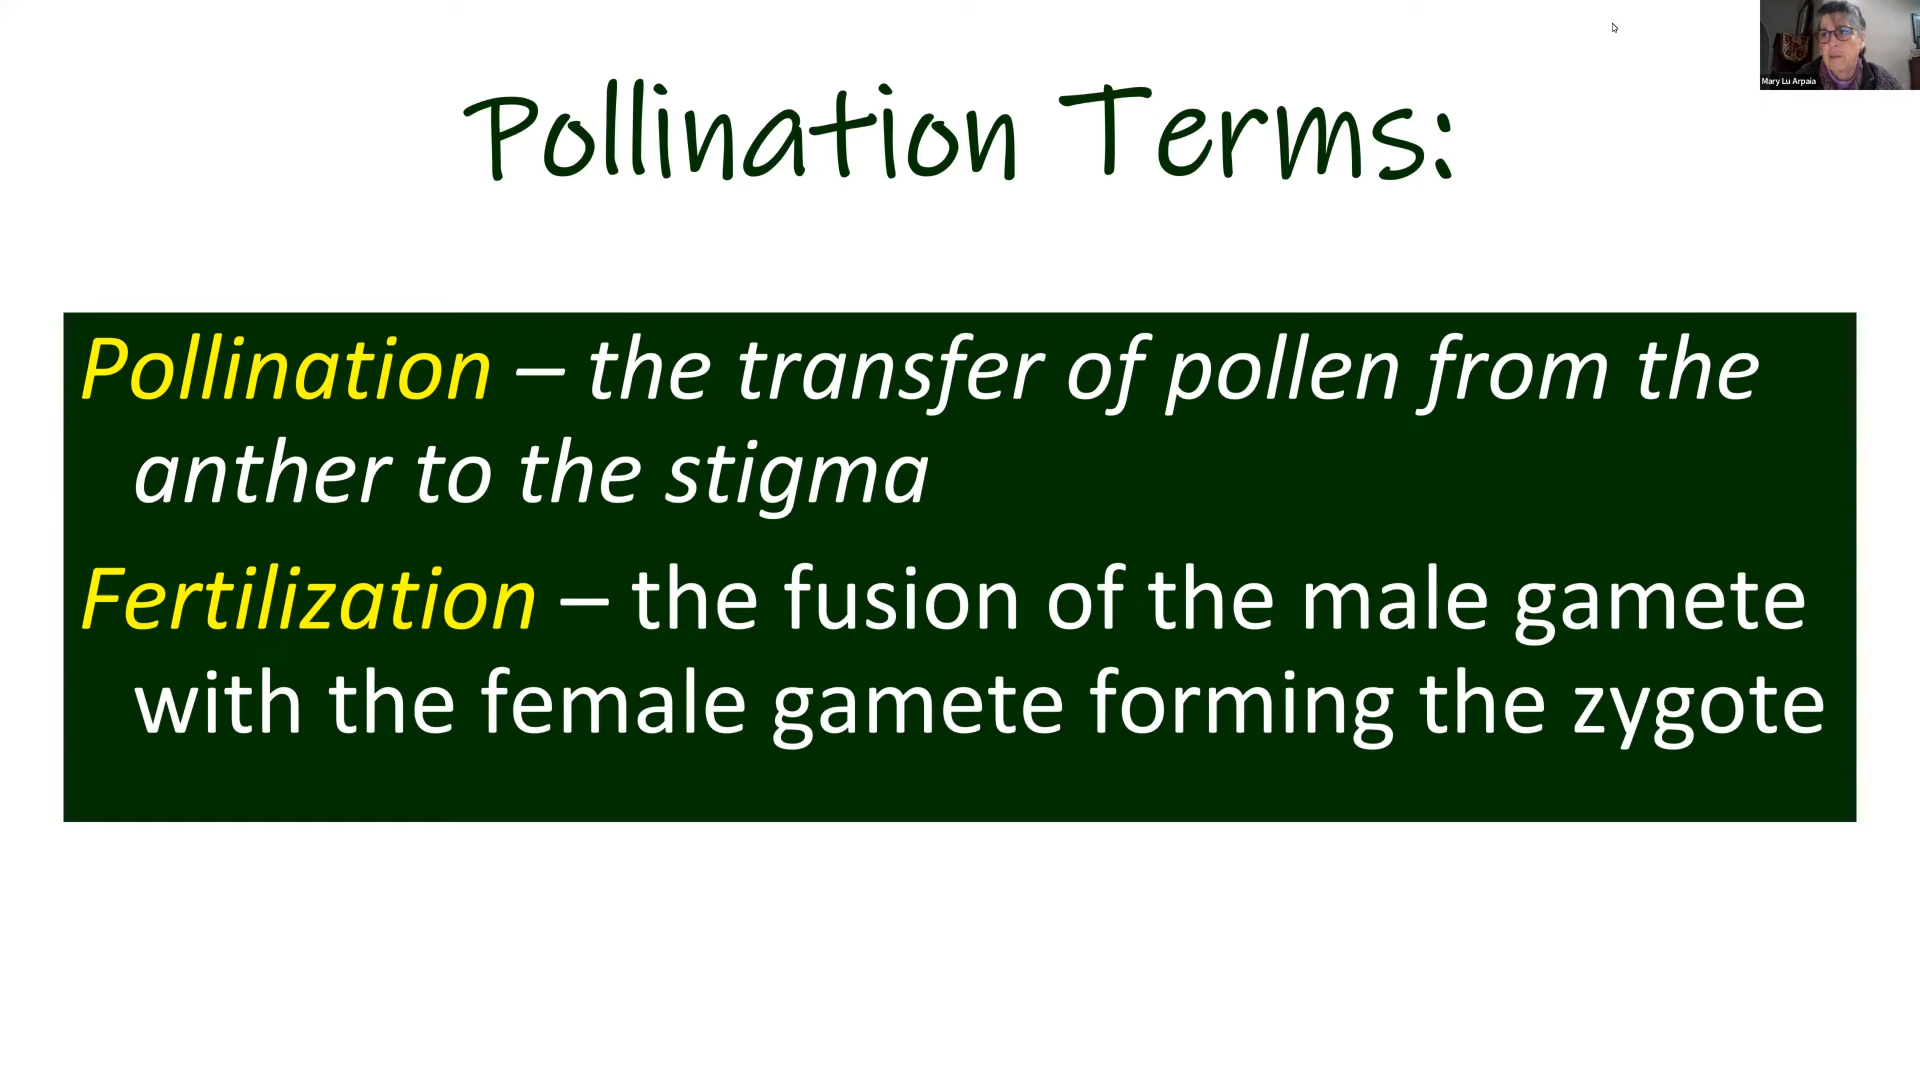 Mary Lu Arpaia
Pollination Terms:
Pollination – the transfer of pollen from the
anther to the stigma
Fertilization – the fusion of the male gamete
with the female gamete forming the zygote